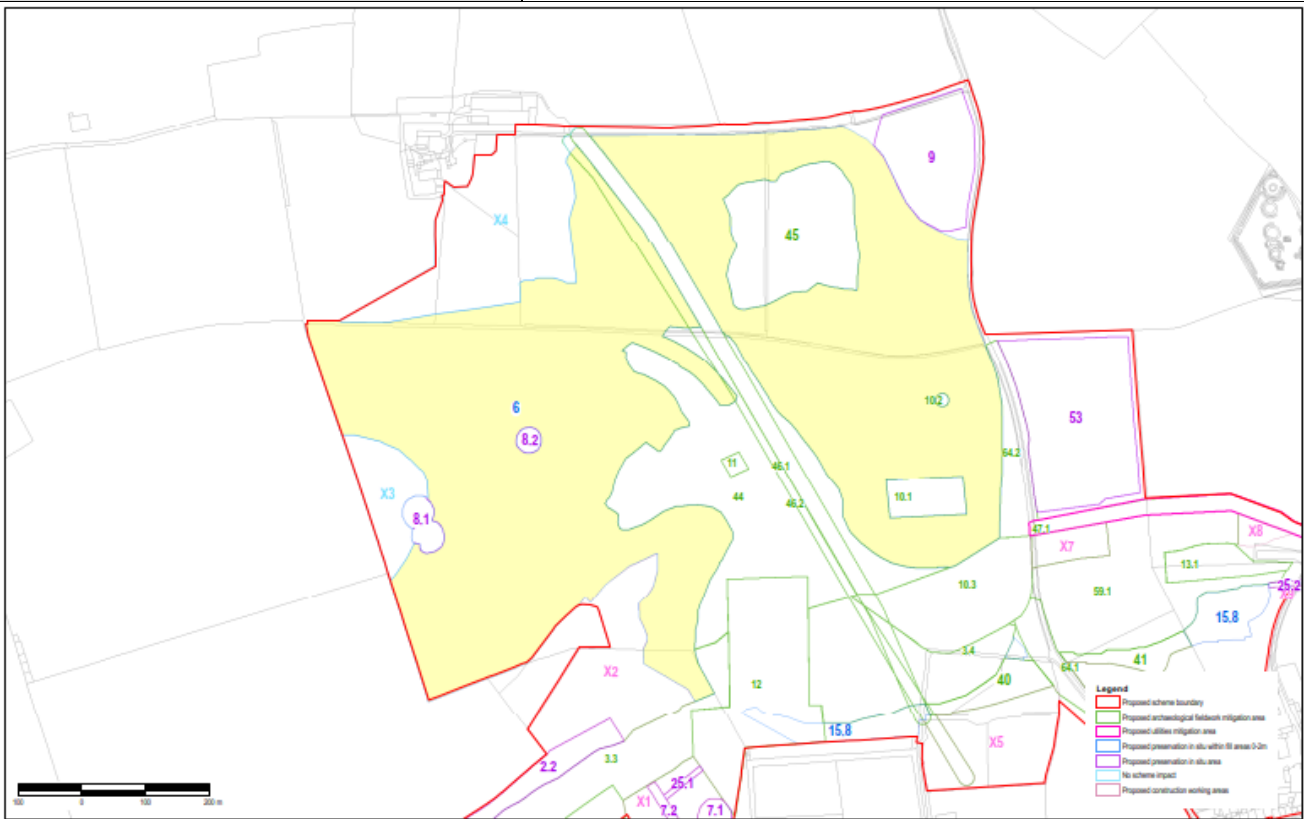 9
X4
45
6
10.2
8.2
53
64.2
11
46.1
X3
44
46.2
10.1
8.1
47.1
X8
X7
13.1
10.3
59.1
25.2
15.8
3.4
41
64.1
X2
40
12
15.8
X5
2.2
3.3
25.1
X1
7.2
7.1
Legend
Proposed scheme boundary
Proposed archaeological fieldwork mitigation area
Proposed utilities mitigation area
Proposed preservation in situ within fill areas 0-2m
Proposed preservation in situ area
No scheme impact
Proposed construction working areas
100 0 100 200 m